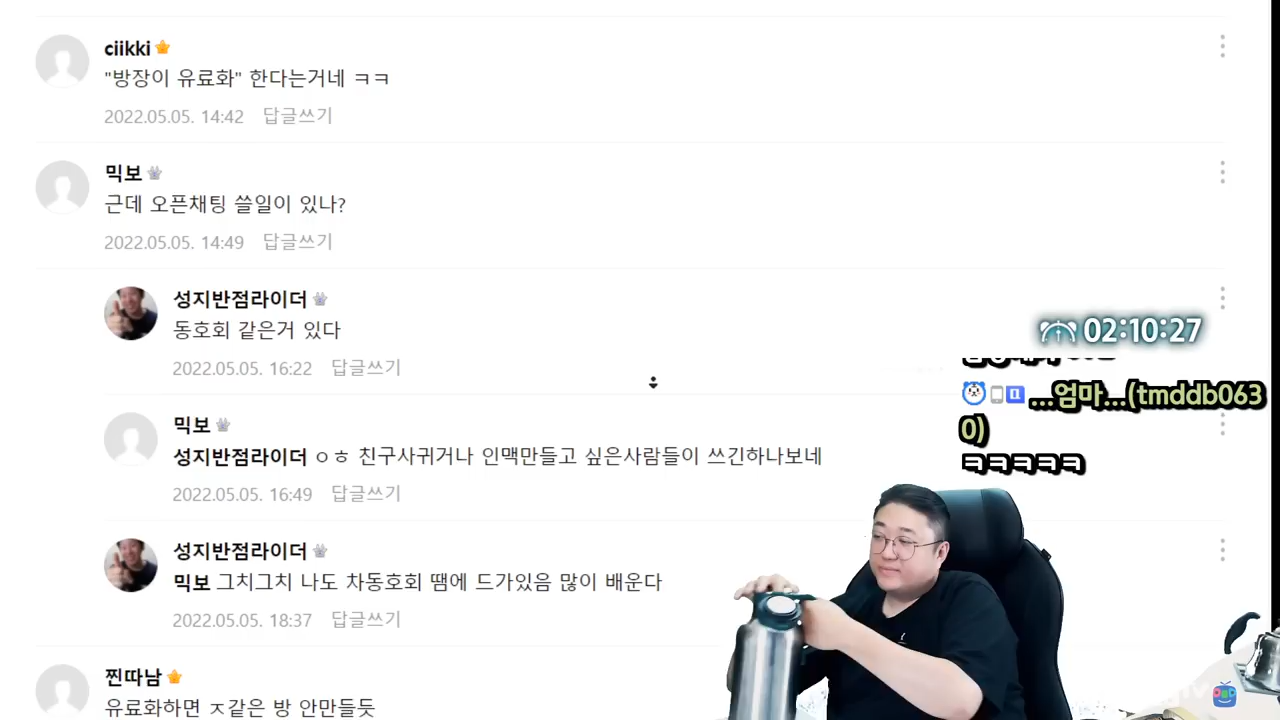 ciikki
"방장이 유료화" 한다는거네 ㅋㅋ
2022.05.05. 14:42 답글쓰기
믹보
근데 오픈채팅 쓸일이 있나?
2022.05.05. 14:49 답글쓰기
성지반점라이더
동호회 같은거 있다
2022.05.05. 16:22 답글쓰기
02:10:27
...엄마...(tmddb063
0)
ㅋㅋㅋㅋㅋ
믹보
성지반점라이더 ㅇㅎ 친구사귀거나 인맥만들고 싶은사람들이 쓰긴하나보네
2022.05.05. 16:49 답글쓰기
성지반점라이더
믹보 그치그치 나도 차동호회 땜에 드가있음 많이 배운다
2022.05.05. 18:37 답글쓰기
찐따남
유료화하면 ㅈ같은 방 안만들듯